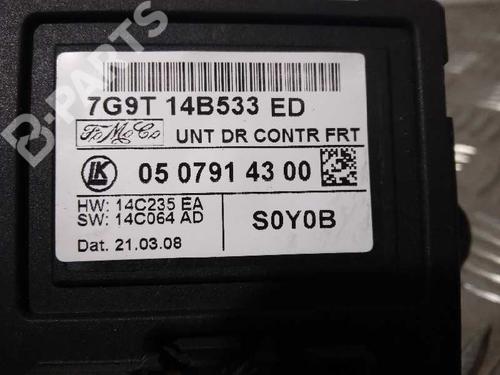 B-PARTS
7G9T 14B533 ED
FoMoCo UNT DR CONTR FRT
LK 05 0791 43 00
HW: 14C235 EA
SW: 14C064 AD
S0Y0B
Dat. 21.03.08